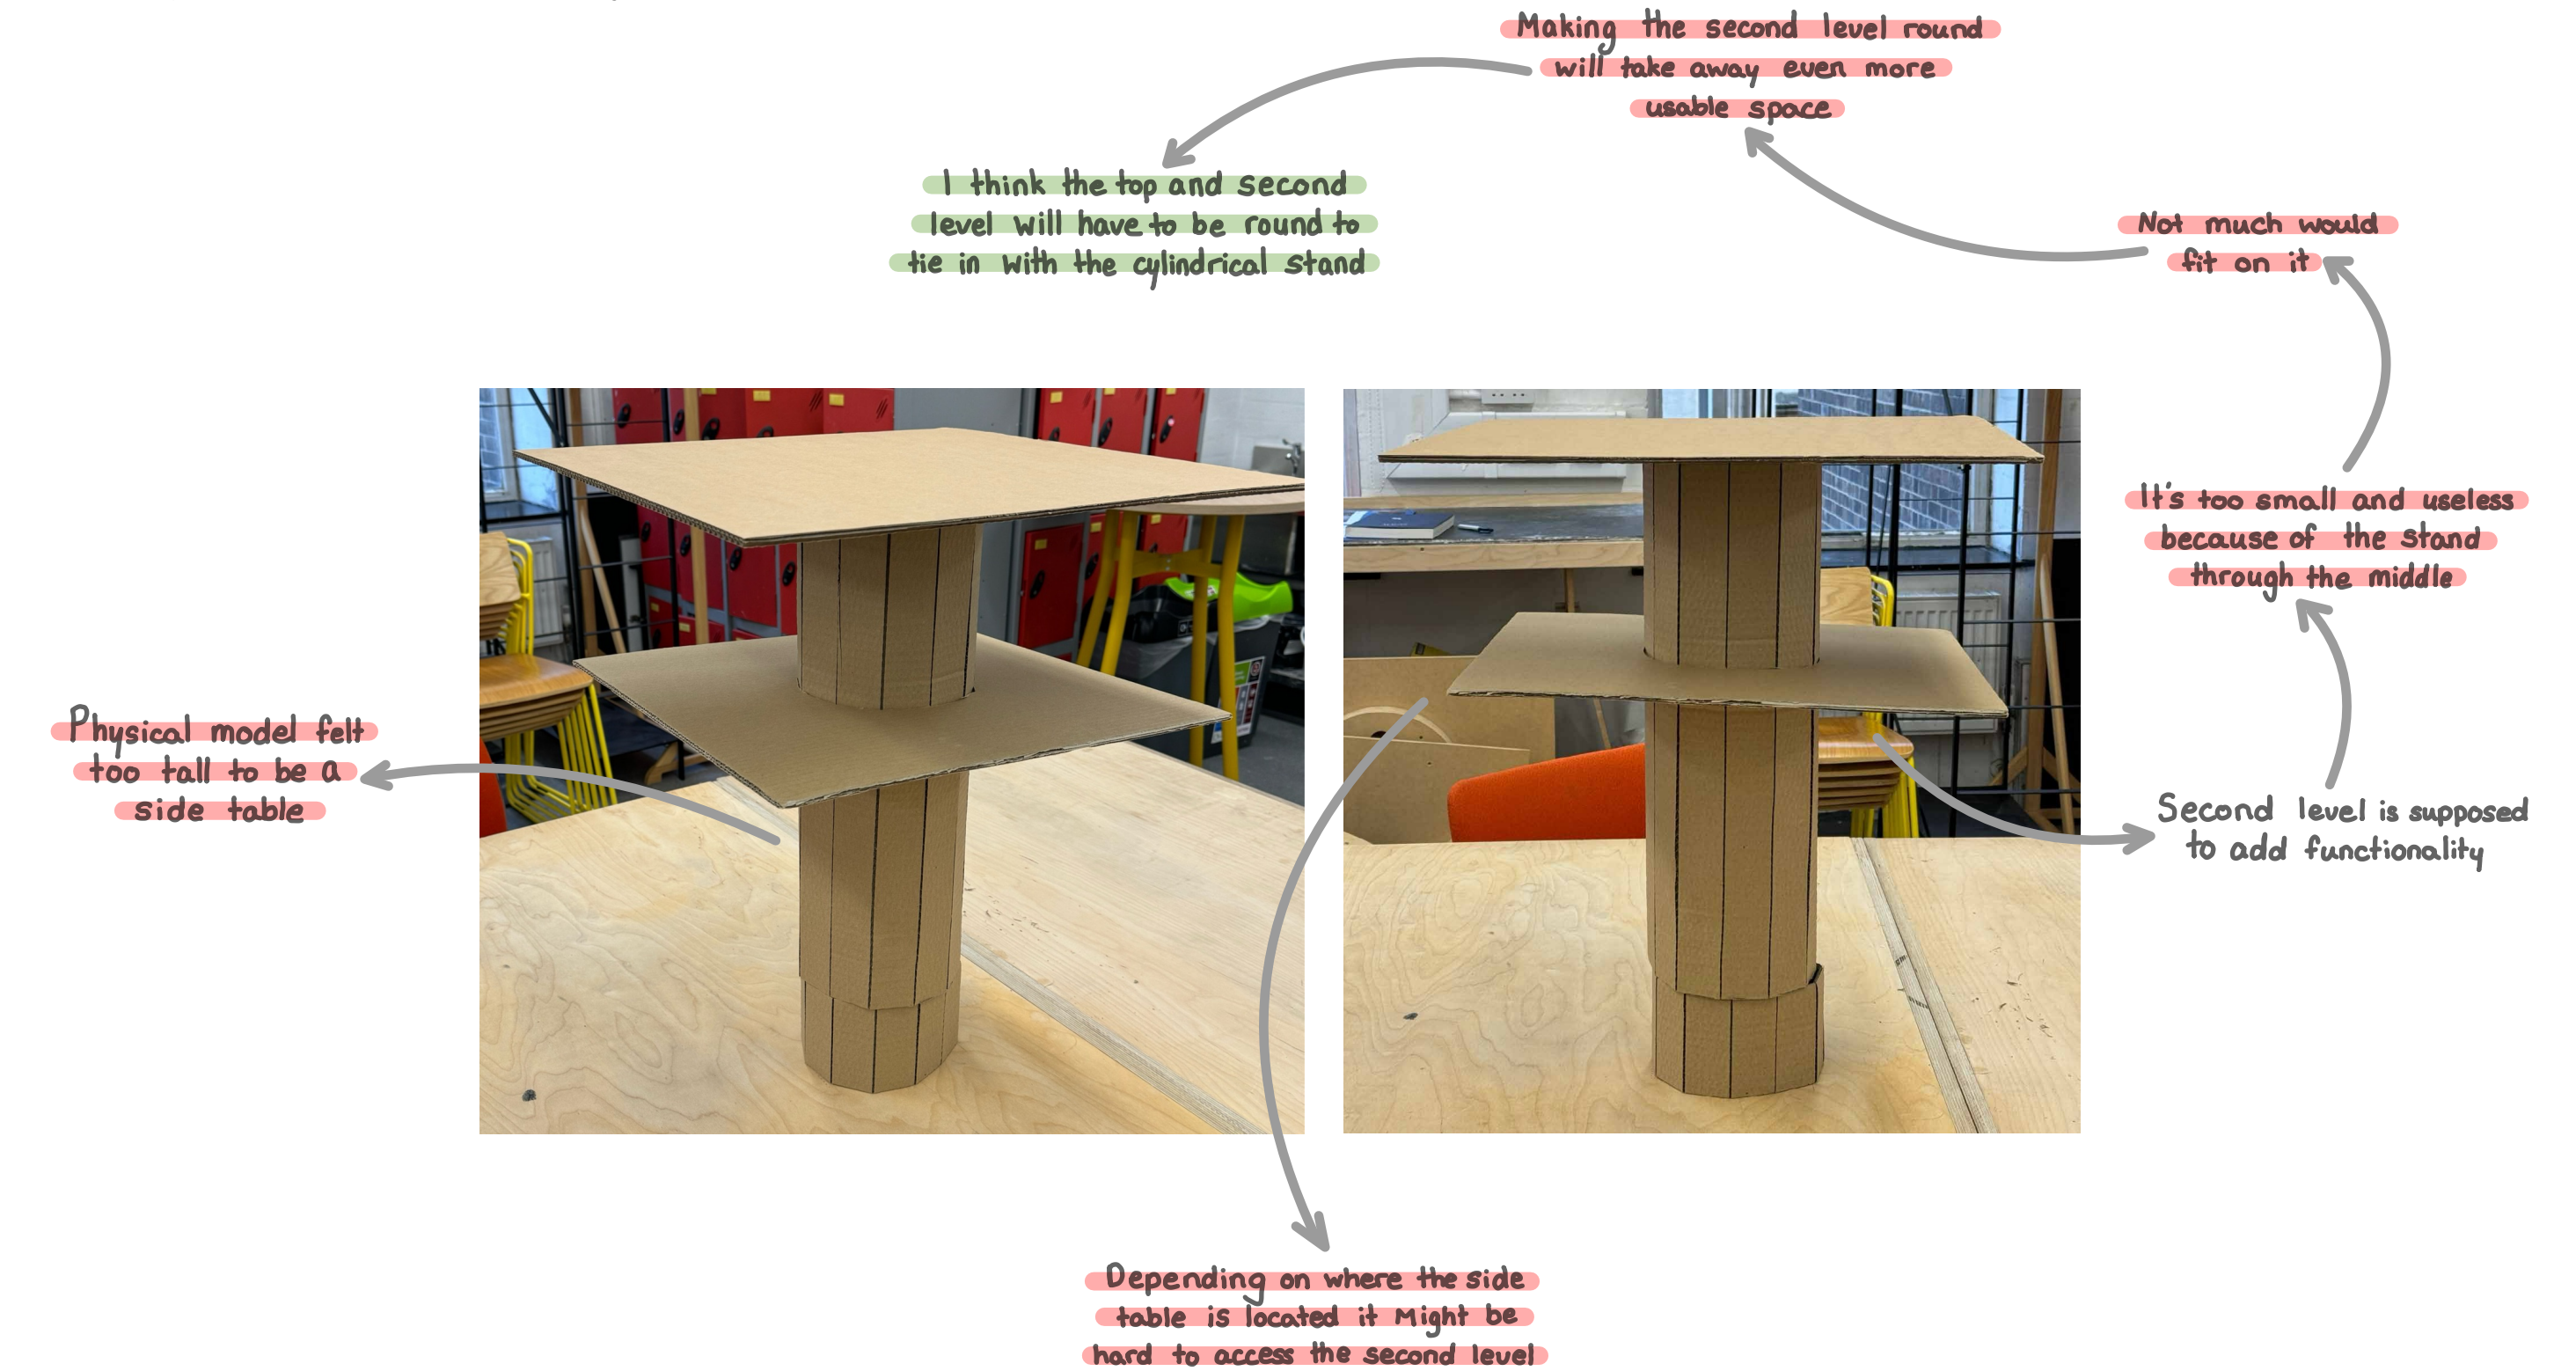 Making the second level round
will take away even more
usable space
I think the top and second
level will have to be round to
tie in with the cylindrical stand
Not much would
fit on it
It's too small and useless
because of the stand
through the middle
Physical model felt
too tall to be a
side table
Second level is supposed
to add functionality
Depending on where the side
table is located it might be
hard to access the second level